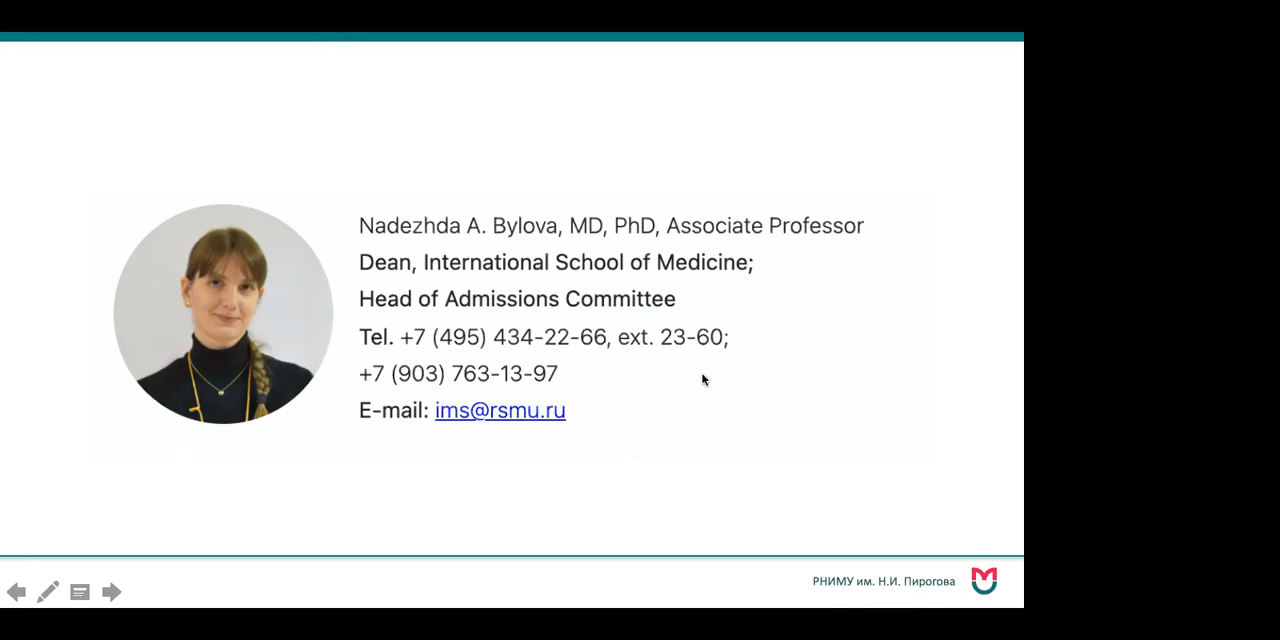 Nadezhda A. Bylova, MD, PhD, Associate Professor
Dean, International School of Medicine;
Head of Admissions Committee
Tel. +7 (495) 434-22-66, ext. 23-60;
+7 (903) 763-13-97
E-mail: ims@rsmu.ru
РНИМУ им. Н.И. Пирогова